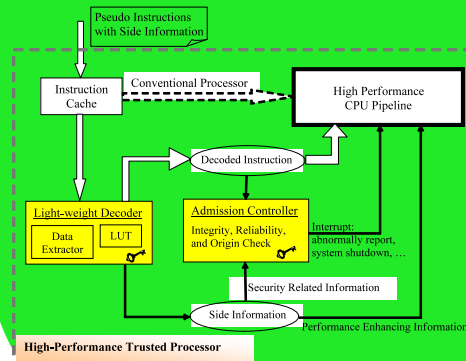 Pseudo Instructions
with Side Information
Instruction
Cache
Conventional Processor
High Performance
CPU Pipeline
Decoded Instruction
Light-weight Decoder
Data
Extractor
LUT
Admission Controller
Integrity, Reliability,
and Origin Check
Interrupt:
abnormally report,
system shutdown, ...
Security Related Information
Side Information
Performance Enhancing Information
High-Performance Trusted Processor